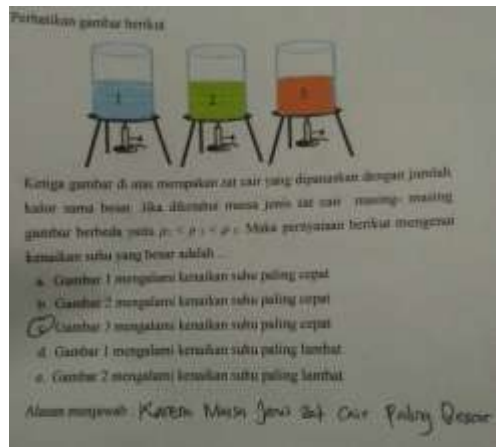 Perhatikan gambar berikut
1 2 3
Ketiga gambar di atas merupakan zat cair yang dipanaskan dengan jumlah
kalor sama besar. Jika diketahui massa jenis zat cair masing- masing
gambar berbeda yaitu Maka pernyataan berikut mengenai
kenaikan suhu yang benar adalah ...
a. Gambar 1 mengalami kenaikan suhu paling cepat
b. Gambar 2 mengalami kenaikan suhu paling cepat
c. Gambar 3 mengalami kenaikan suhu paling cepat
d. Gambar 1 mengalami kenaikan suhu paling lambat
e. Gambar 2 mengalami kenaikan suhu paling lambat
Alasan menjawab: Karena Massa Jenis zat Cair Paling Besar